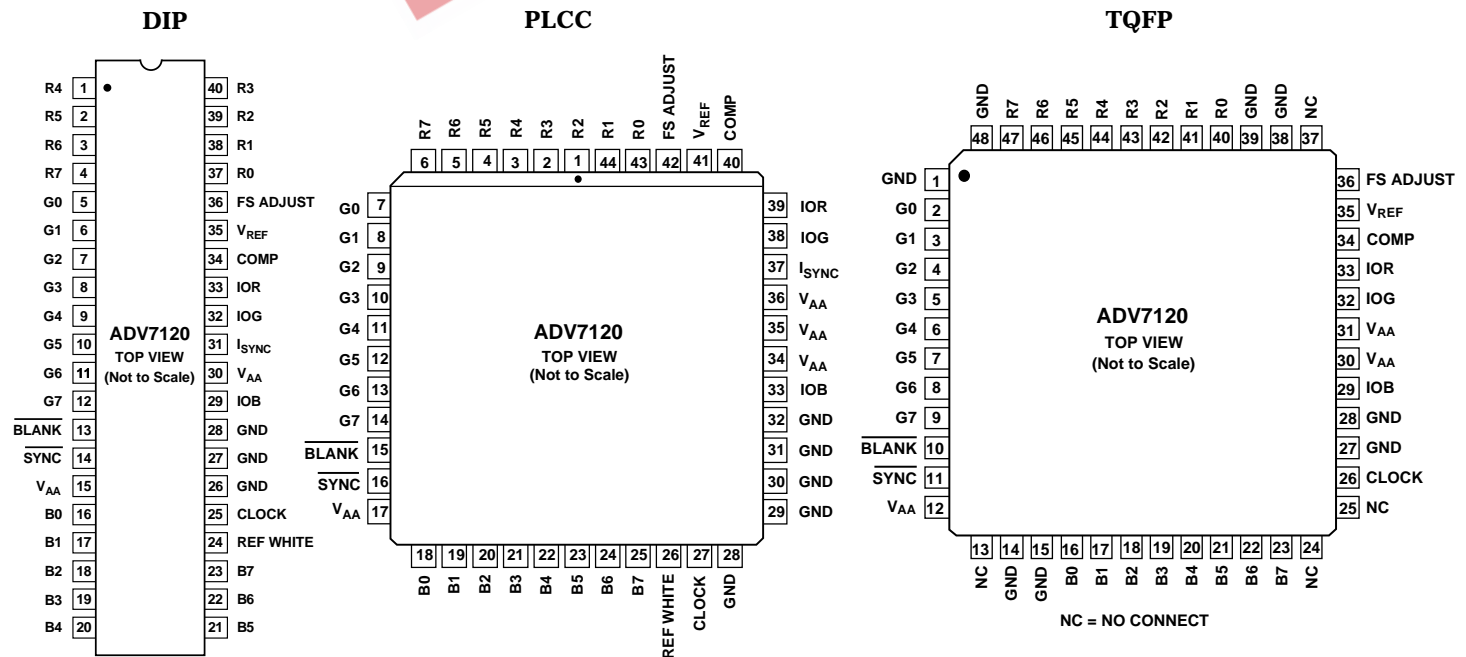 DIP
R4 1
R5 2
R6 3
R7 4
G0 5
G1 6
G2 7
G3 8
G4 9
G5 10
G6 11
G7 12
BLANK 13
SYNC 14
VAA 15
B0 16
B1 17
B2 18
B3 19
B4 20
ADV7120
TOP VIEW
(Not to Scale)
40 R3
39 R2
38 R1
37 R0
36 FS ADJUST
35 VREF
34 COMP
33 IOR
32 IOG
31 ISYNC
30 VAA
29 IOB
28 GND
27 GND
26 GND
25 CLOCK
24 REF WHITE
23 B7
22 B6
21 B5
PLCC
R7 R6 R5 R4 R3 R2 R1 R0 FS ADJUST VREF COMP
6 5 4 3 2 1 44 43 42 41 40
G0 7
G1 8
G2 9
G3 10
G4 11
G5 12
G6 13
G7 14
BLANK 15
SYNC 16
VAA 17
ADV7120
TOP VIEW
(Not to Scale)
39 IOR
38 IOG
37 ISYNC
36 VAA
35 VAA
34 VAA
33 IOB
32 GND
31 GND
30 GND
29 GND
18 19 20 21 22 23 24 25 26 27 28
B0 B1 B2 B3 B4 B5 B6 B7 REF WHITE CLOCK GND
TQFP
GND R7 R6 R5 R4 R3 R2 R1 R0 GND GND NC
48 47 46 45 44 43 42 41 40 39 38 37
GND 1
G0 2
G1 3
G2 4
G3 5
G4 6
G5 7
G6 8
G7 9
BLANK 10
SYNC 11
VAA 12
ADV7120
TOP VIEW
(Not to Scale)
36 FS ADJUST
35 VREF
34 COMP
33 IOR
32 IOG
31 VAA
30 VAA
29 IOB
28 GND
27 GND
26 CLOCK
25 NC
13 14 15 16 17 18 19 20 21 22 23 24
NC GND GND B0 B1 B2 B3 B4 B5 B6 B7 NC
NC = NO CONNECT